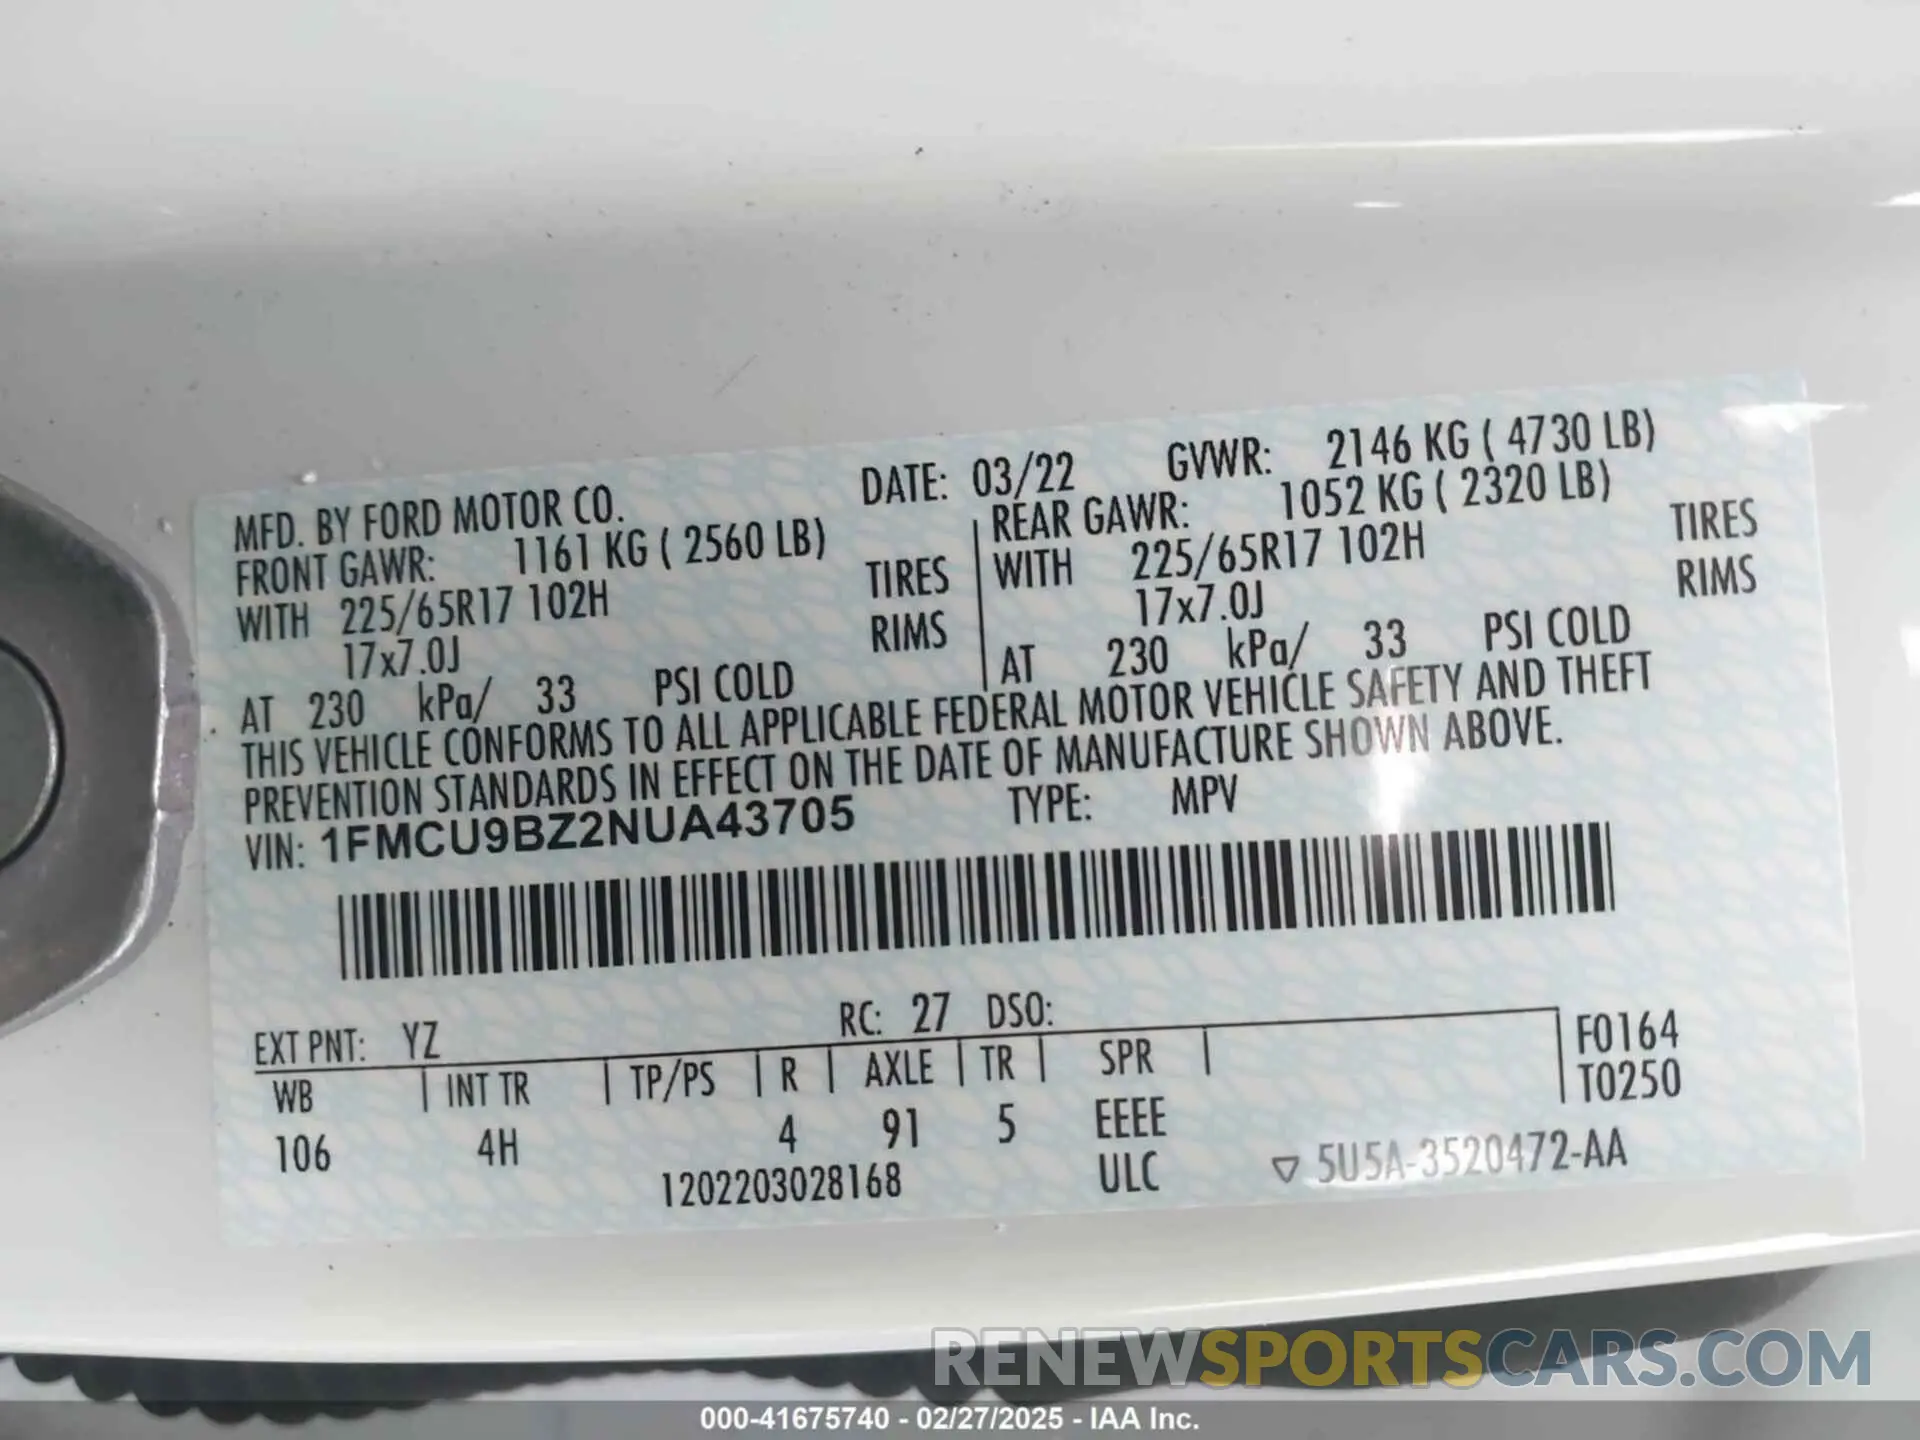 MFD. BY FORD MOTOR CO. DATE: 03/22 GVWR: 2146 KG ( 4730 LB)
FRONT GAWR: 1161 KG ( 2560 LB) REAR GAWR: 1052 KG ( 2320 LB)
WITH 225/65R17 102H TIRES WITH 225/65R17 102H TIRES
17x7.0J RIMS 17x7.0J RIMS
AT 230 kPa/ 33 PSI COLD AT 230 kPa/ 33 PSI COLD
THIS VEHICLE CONFORMS TO ALL APPLICABLE FEDERAL MOTOR VEHICLE SAFETY AND THEFT
PREVENTION STANDARDS IN EFFECT ON THE DATE OF MANUFACTURE SHOWN ABOVE.
VIN: 1FMCU9BZ2NUA43705 TYPE: MPV
EXT PNT: YZ RC: 27 DSO:
WB INT TR TP/PS R AXLE TR SPR F0164
T0250
106 4H 4 91 5 EEEE
1202203028168 ULC ▽ 5U5A-3520472-AA
RENEWSPORTSCARS.COM
000-41675740 - 02/27/2025 - IAA Inc.